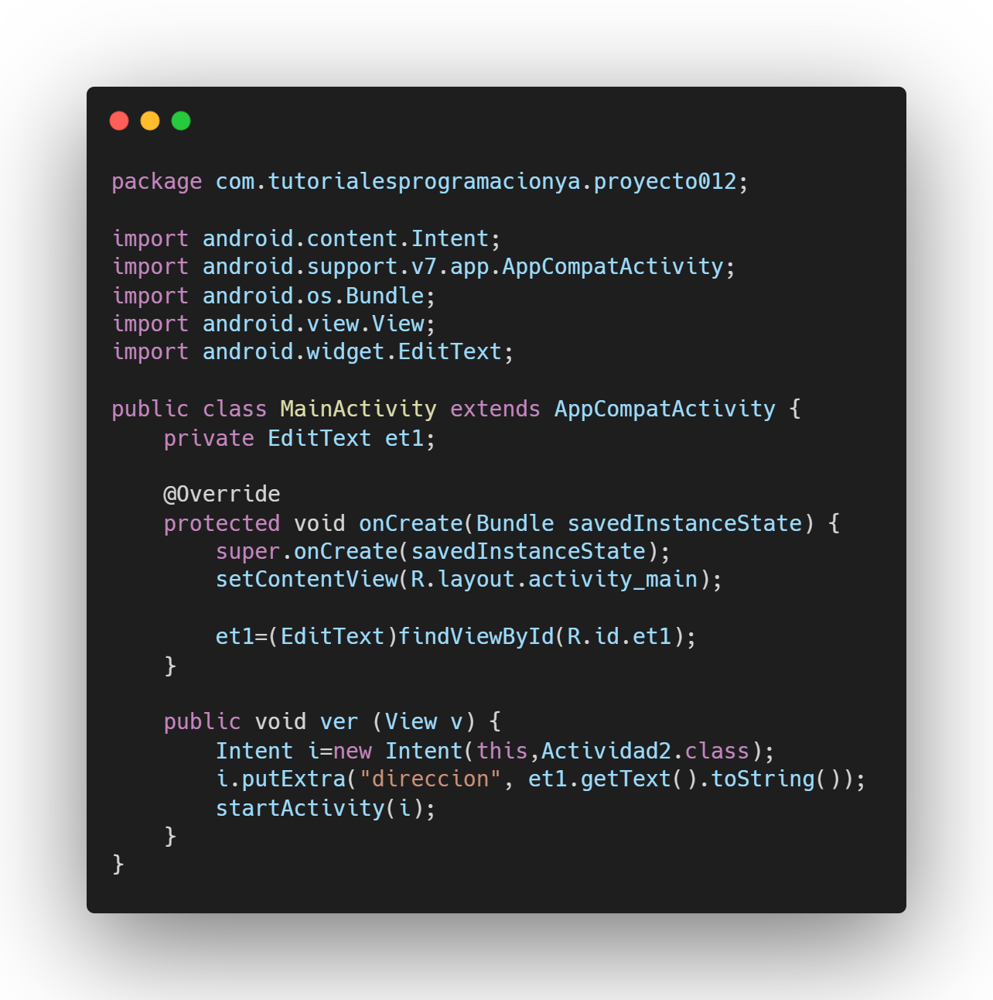 package com.tutorialesprogramacionya.proyecto012;

import android.content.Intent;
import android.support.v7.app.AppCompatActivity;
import android.os.Bundle;
import android.view.View;
import android.widget.EditText;

public class MainActivity extends AppCompatActivity {
    private EditText et1;

    @Override
    protected void onCreate(Bundle savedInstanceState) {
        super.onCreate(savedInstanceState);
        setContentView(R.layout.activity_main);

        et1=(EditText)findViewById(R.id.et1);
    }

    public void ver (View v) {
        Intent i=new Intent(this,Actividad2.class);
        i.putExtra("direccion", et1.getText().toString());
        startActivity(i);
    }
}